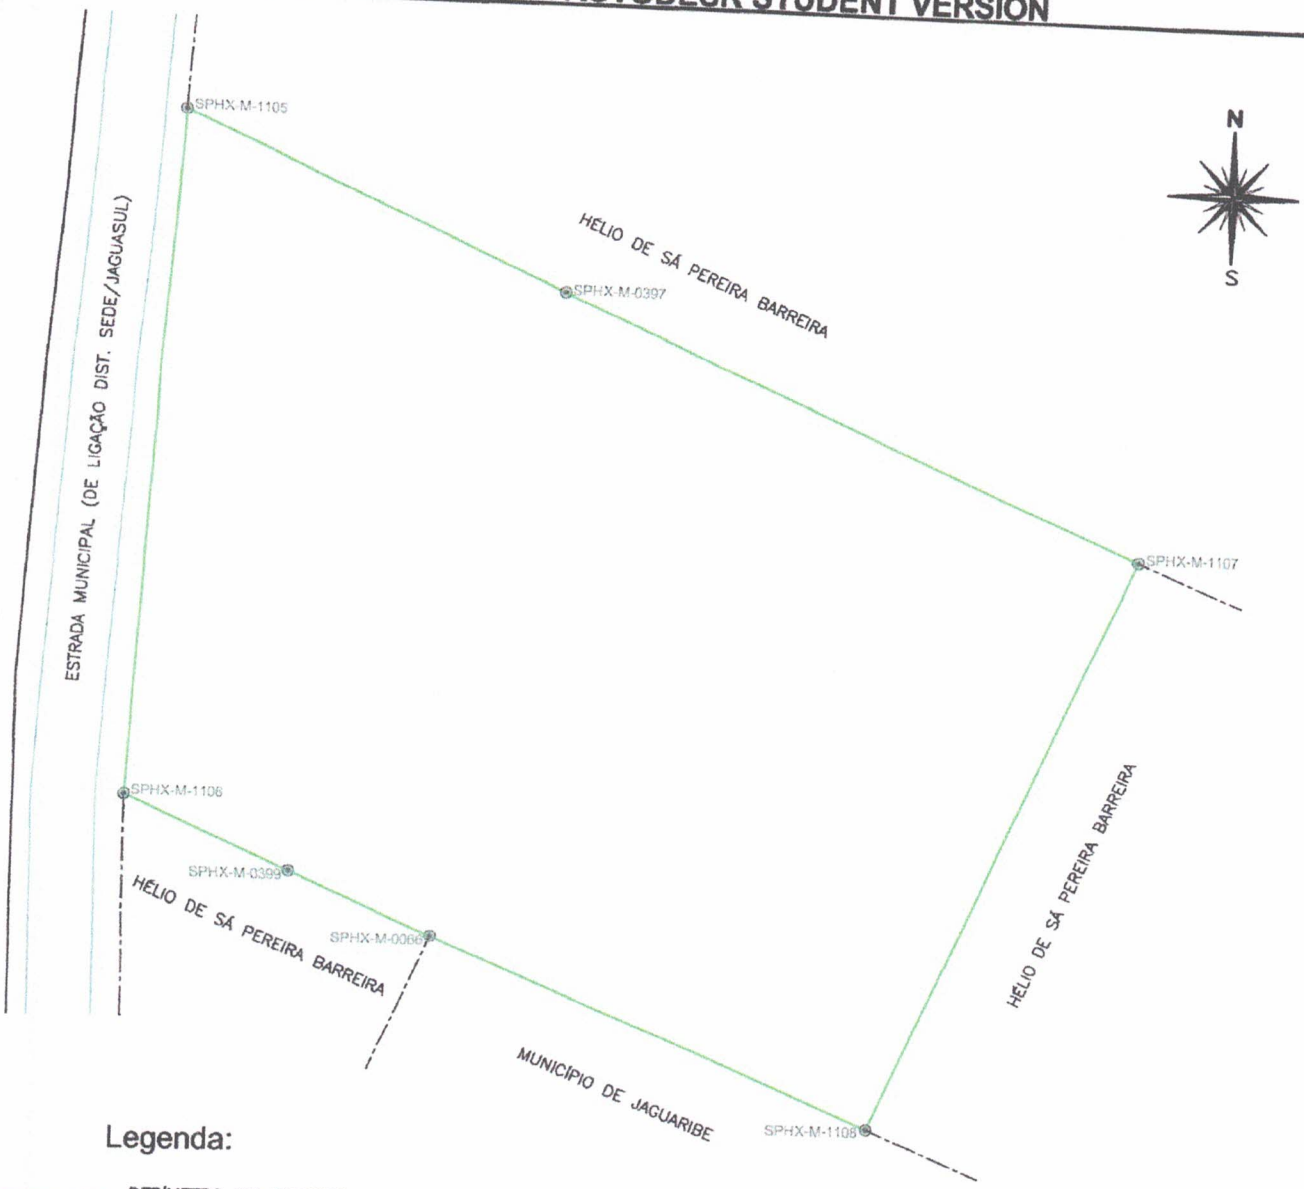 AUTODESK STUDENT VERSION
SPHX-M-1105
N
S
HÉLIO DE SÁ PEREIRA BARREIRA
SPHX-M-0397
ESTRADA MUNICIPAL (DE LIGAÇÃO DIST. SEDE/JAGUASUL)
SPHX-M-1107
SPHX-M-1106
SPHX-M-0399
HÉLIO DE SÁ PEREIRA BARREIRA
SPHX-M-0066
HÉLIO DE SÁ PEREIRA BARREIRA
MUNICÍPIO DE JAGUARIBE
SPHX-M-1108
Legenda: